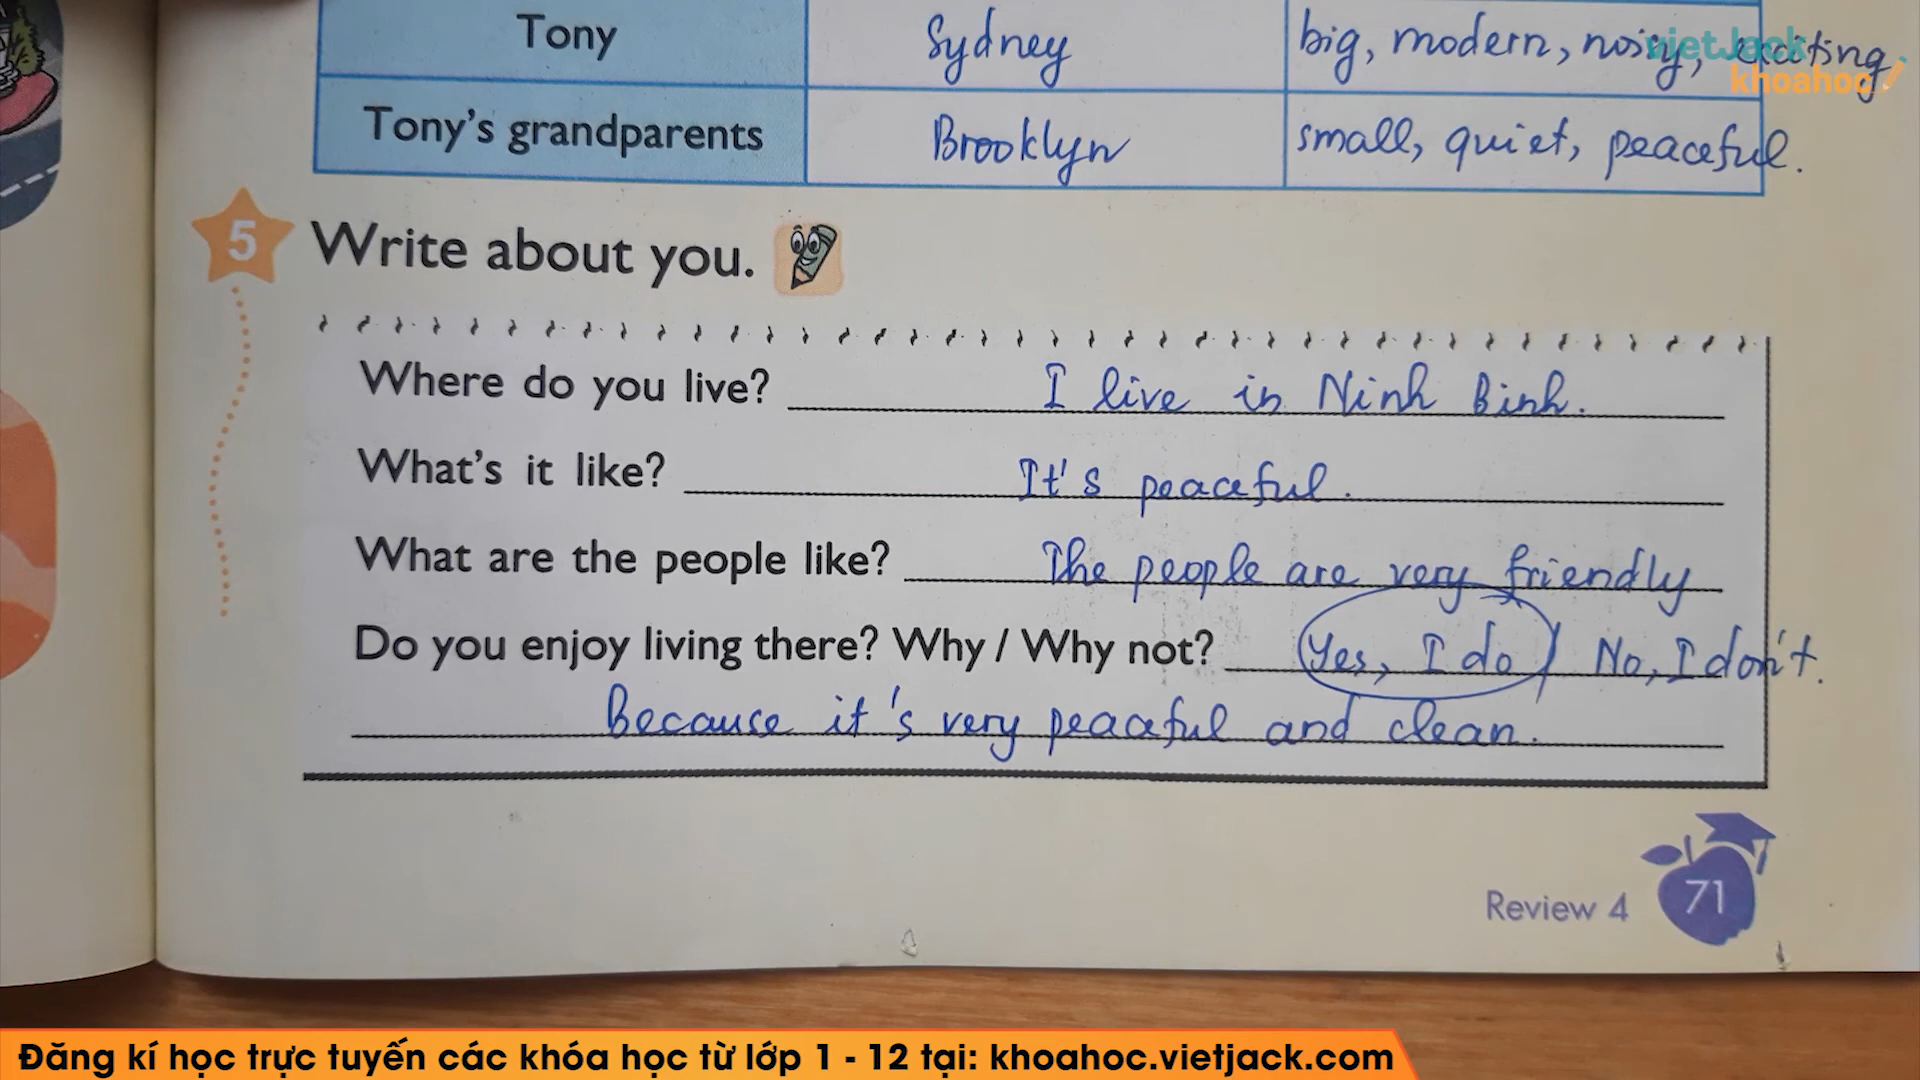 Tony Sydney big, modern, noisy, exciting
vietJack
khoahoc
Tony's grandparents Brooklyn small, quiet, peaceful.
5 Write about you.
Where do you live? I live in Ninh Binh.
What's it like? It's peaceful.
What are the people like? The people are very friendly
Do you enjoy living there? Why / Why not? Yes, I do / No, I don't.
Because it's very peaceful and clean.
Review 4 71
Đăng kí học trực tuyến các khóa học từ lớp 1 - 12 tại: khoahoc.vietjack.com